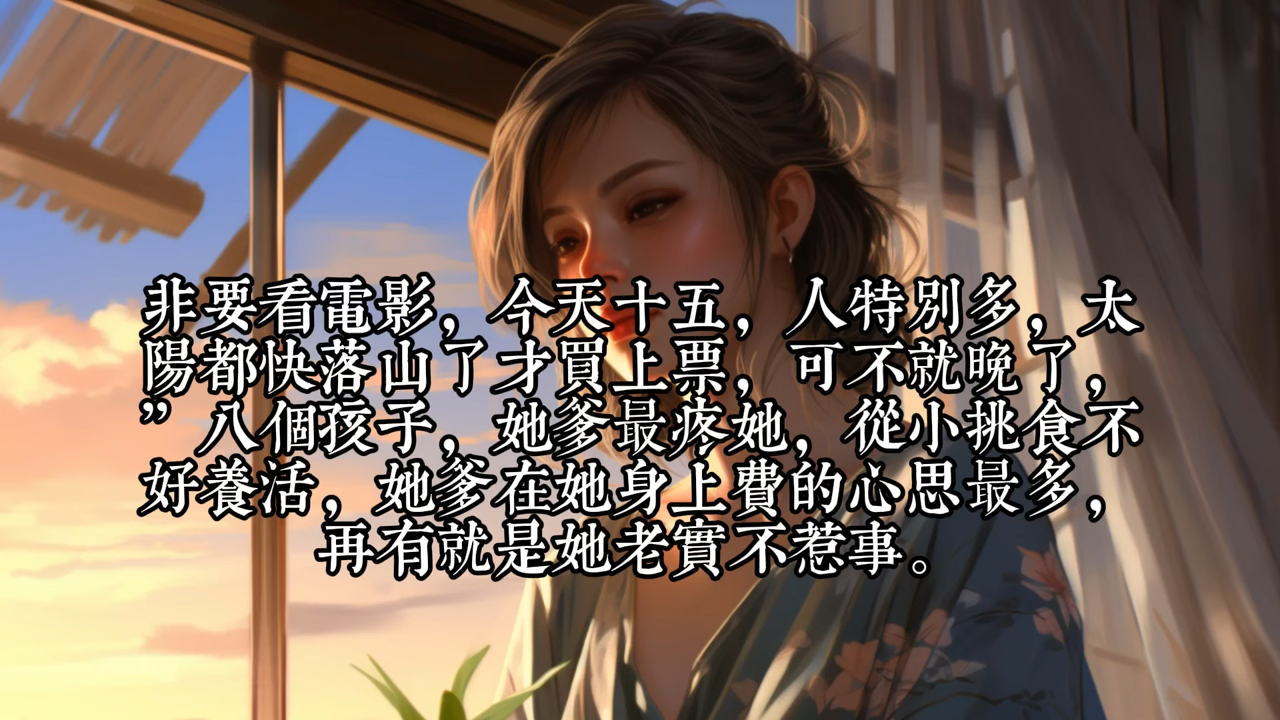 非要看電影，今天十五，人特別多，太
陽都快落山了才買上票，可不就晚了，
”八個孩子，她爹最疼她，從小挑食不
好養活，她爹在她身上費的心思最多，
再有就是她老實不惹事。